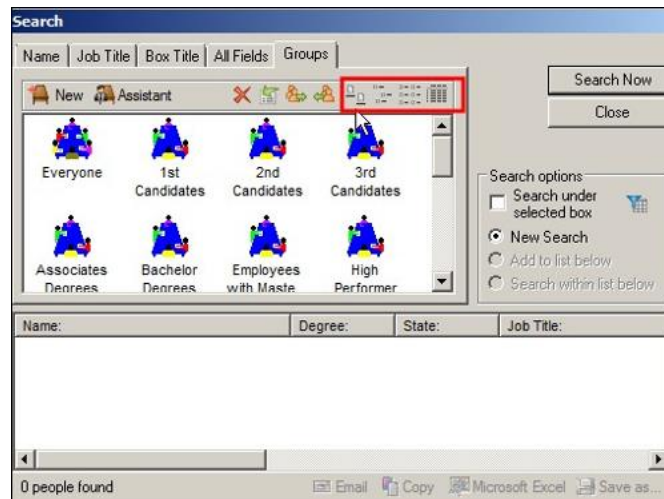 Search
Name Job Title Box Title All Fields Groups
New Assistant
Search Now
Close
Everyone 1st Candidates 2nd Candidates 3rd Candidates
Associates Degrees Bachelor Degrees Employees with Maste High Performer
Search options
Search under selected box
New Search
Add to list below
Search within list below
Name: Degree: State: Job Title:
0 people found Email Copy Microsoft Excel Save as...